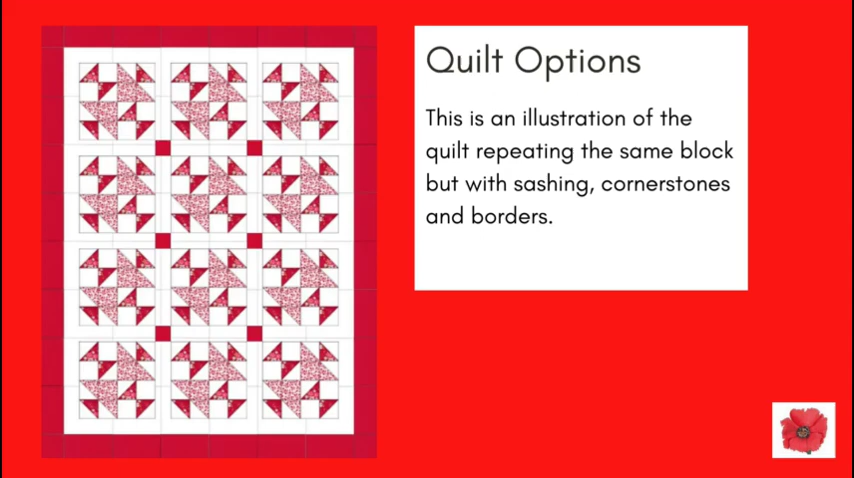 Quilt Options
This is an illustration of the
quilt repeating the same block
but with sashing, cornerstones
and borders.